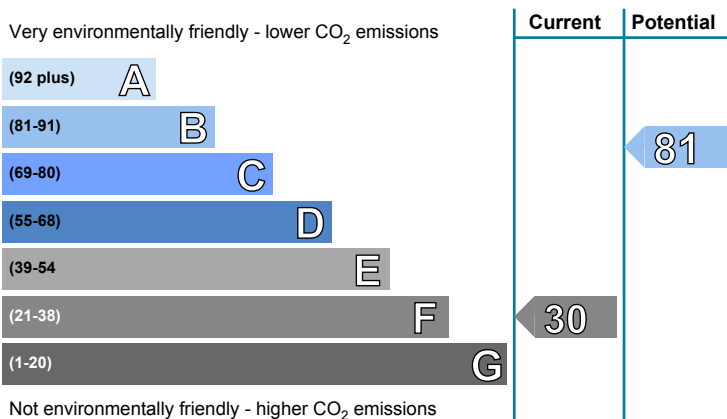 Current Potential
Very environmentally friendly - lower CO₂ emissions
(92 plus) A
(81-91) B
81
(69-80) C
(55-68) D
(39-54 E
(21-38) F 30
(1-20) G
Not environmentally friendly - higher CO₂ emissions